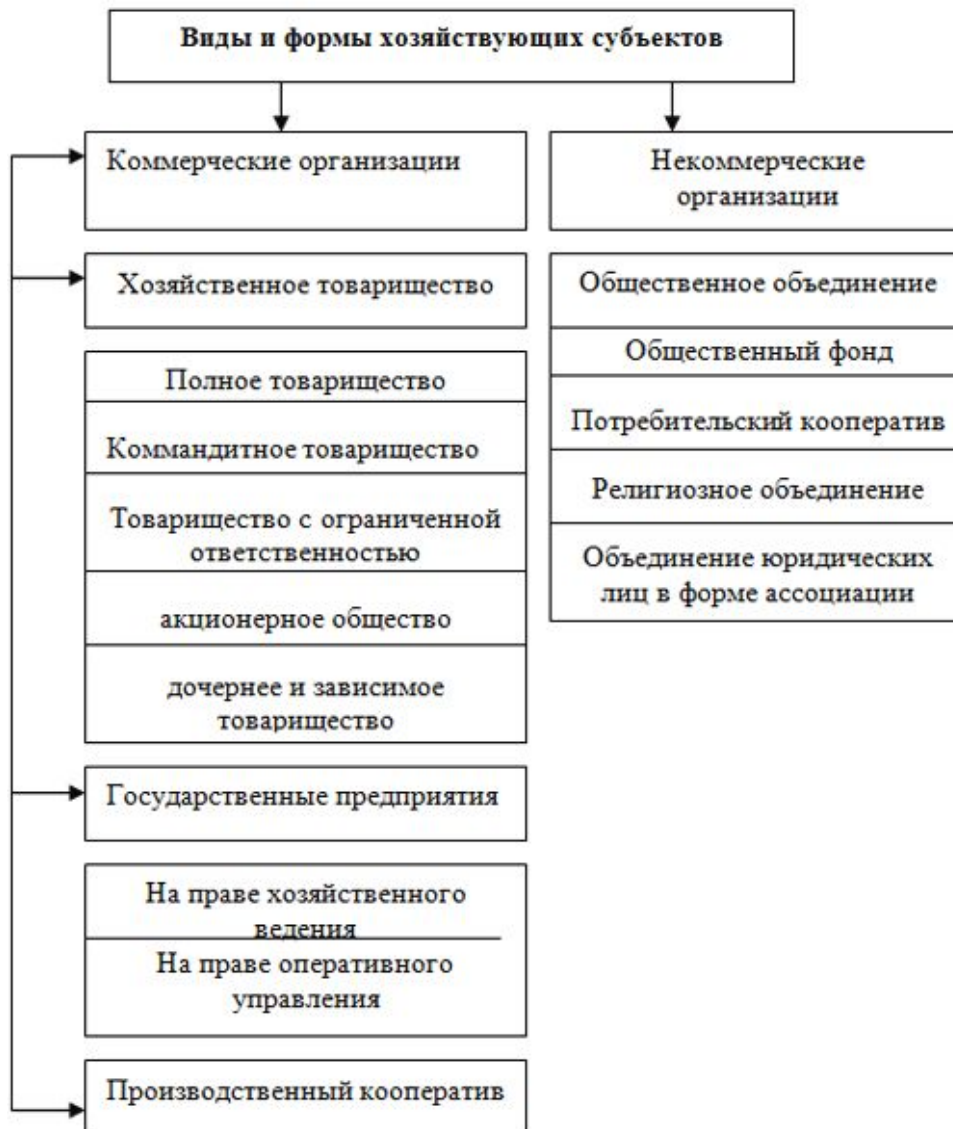 Виды и формы хозяйствующих субъектов
Коммерческие организации
Некоммерческие
организации
Хозяйственное товарищество
Полное товарищество
Коммандитное товарищество
Товарищество с ограниченной
ответственностью
акционерное общество
дочернее и зависимое
товарищество
Государственные предприятия
На праве хозяйственного
ведения
На праве оперативного
управления
Производственный кооператив
Общественное объединение
Общественный фонд
Потребительский кооператив
Религиозное объединение
Объединение юридических
лиц в форме ассоциации